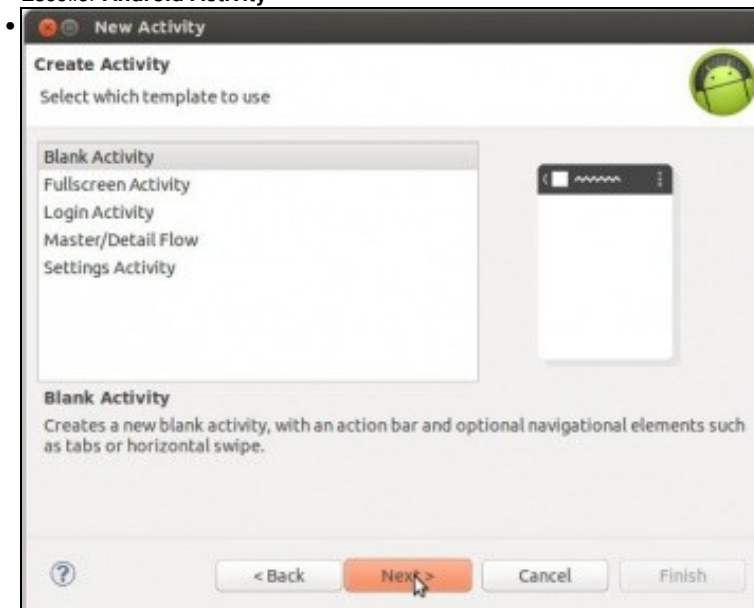 Android Activity
New Activity
Create Activity
Select which template to use
Blank Activity
Fullscreen Activity
Login Activity
Master/Detail Flow
Settings Activity
Blank Activity
Creates a new blank activity, with an action bar and optional navigational elements such
as tabs or horizontal swipe.
< Back Next > Cancel Finish